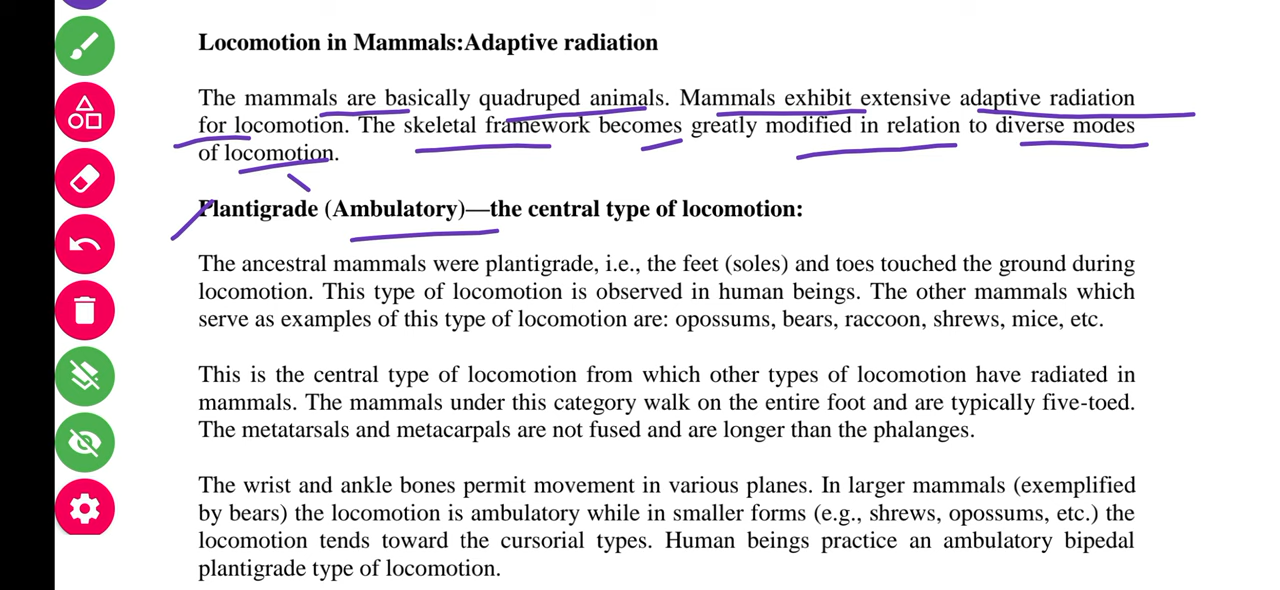 Locomotion in Mammals:Adaptive radiation
The mammals are basically quadruped animals. Mammals exhibit extensive adaptive radiation
for locomotion. The skeletal framework becomes greatly modified in relation to diverse modes
of locomotion.
Plantigrade (Ambulatory)—the central type of locomotion:
The ancestral mammals were plantigrade, i.e., the feet (soles) and toes touched the ground during
locomotion. This type of locomotion is observed in human beings. The other mammals which
serve as examples of this type of locomotion are: opossums, bears, raccoon, shrews, mice, etc.
This is the central type of locomotion from which other types of locomotion have radiated in
mammals. The mammals under this category walk on the entire foot and are typically five-toed.
The metatarsals and metacarpals are not fused and are longer than the phalanges.
The wrist and ankle bones permit movement in various planes. In larger mammals (exemplified
by bears) the locomotion is ambulatory while in smaller forms (e.g., shrews, opossums, etc.) the
locomotion tends toward the cursorial types. Human beings practice an ambulatory bipedal
plantigrade type of locomotion.